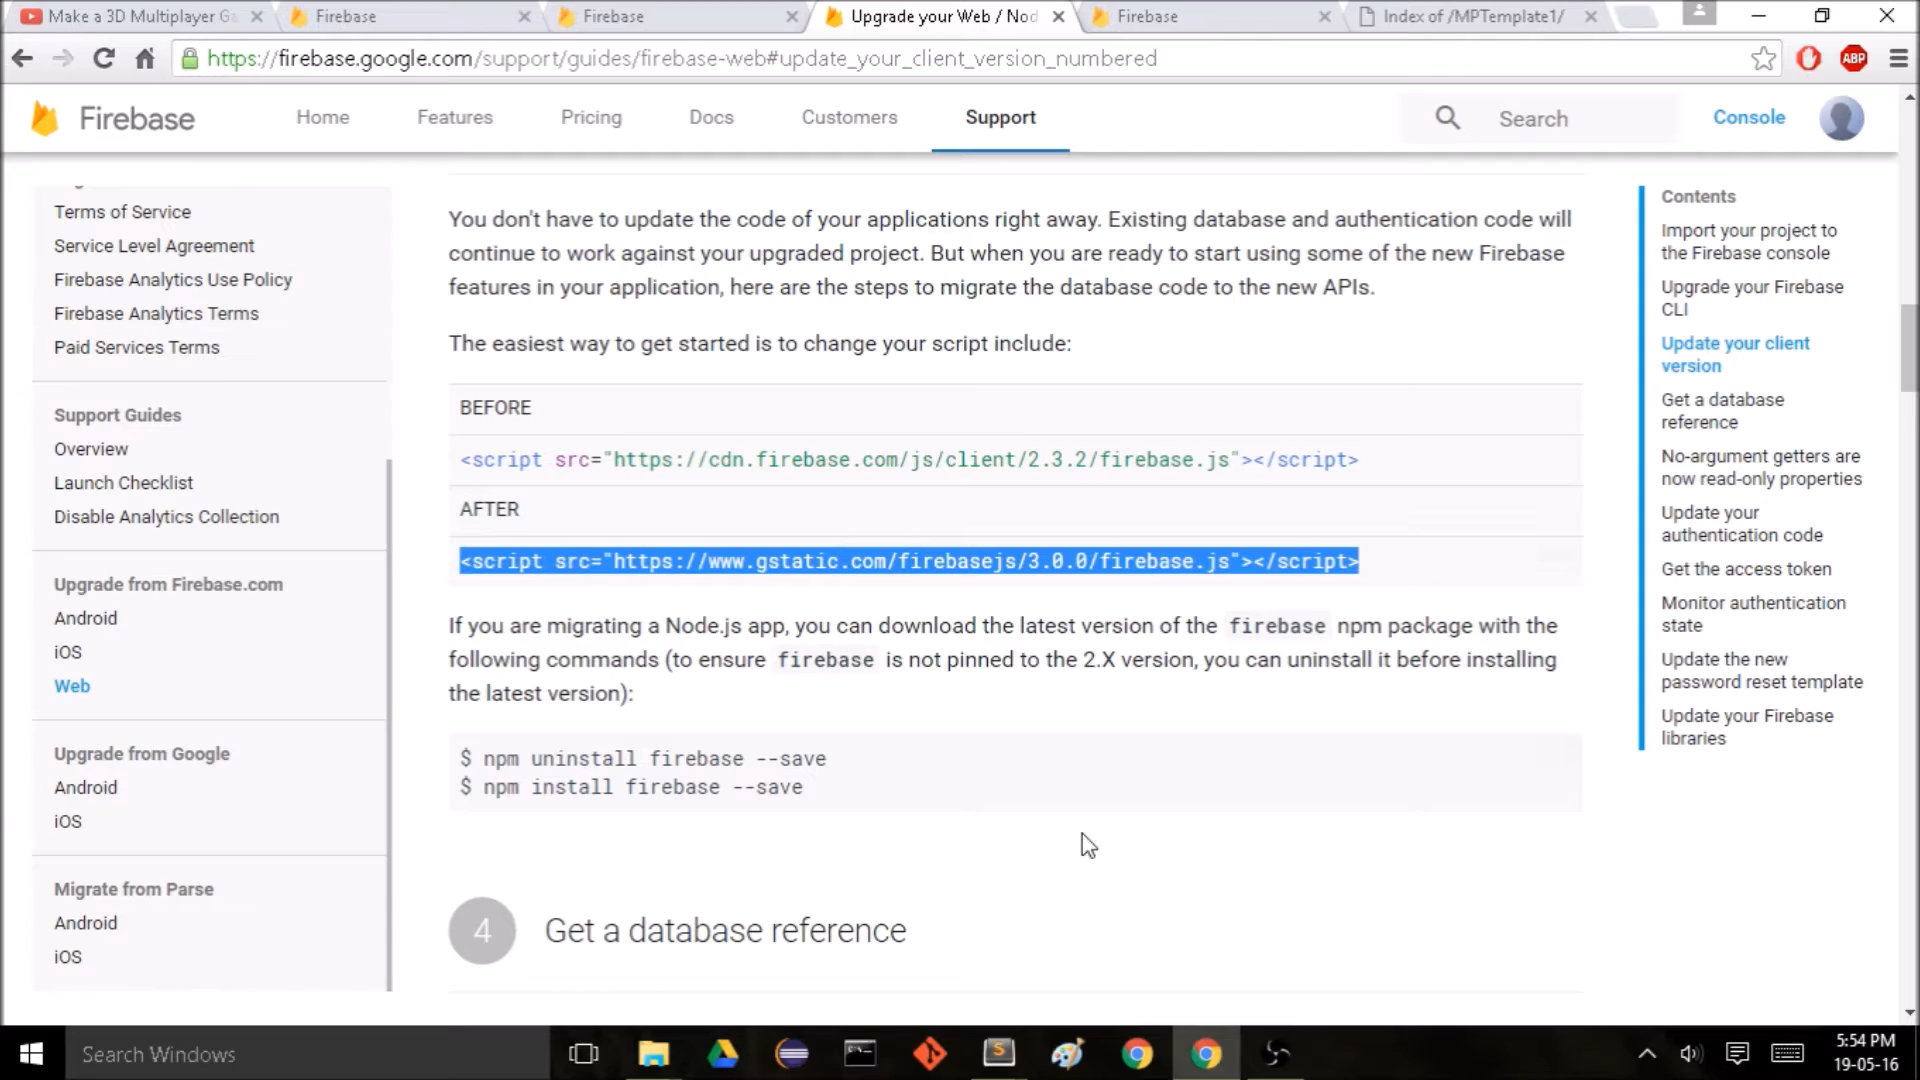 Make a 3D Multiplayer Ga
Firebase
Firebase
Upgrade your Web / Nod
Firebase
Index of /MPTemplate1/
https://firebase.google.com/support/guides/firebase-web#update_your_client_version_numbered
ABP
Firebase
Home
Features
Pricing
Docs
Customers
Support
Search
Console
Terms of Service
Service Level Agreement
Firebase Analytics Use Policy
Firebase Analytics Terms
Paid Services Terms
Support Guides
Overview
Launch Checklist
Disable Analytics Collection
Upgrade from Firebase.com
Android
iOS
Web
Upgrade from Google
Android
iOS
Migrate from Parse
Android
iOS
You don't have to update the code of your applications right away. Existing database and authentication code will
continue to work against your upgraded project. But when you are ready to start using some of the new Firebase
features in your application, here are the steps to migrate the database code to the new APIs.
The easiest way to get started is to change your script include:
BEFORE
<script src="https://cdn.firebase.com/js/client/2.3.2/firebase.js"></script>
AFTER
<script src="https://www.gstatic.com/firebasejs/3.0.0/firebase.js"></script>
If you are migrating a Node.js app, you can download the latest version of the firebase npm package with the
following commands (to ensure firebase is not pinned to the 2.X version, you can uninstall it before installing
the latest version):
$ npm uninstall firebase --save
$ npm install firebase --save
4 Get a database reference
Contents
Import your project to
the Firebase console
Upgrade your Firebase
CLI
Update your client
version
Get a database
reference
No-argument getters are
now read-only properties
Update your
authentication code
Get the access token
Monitor authentication
state
Update the new
password reset template
Update your Firebase
libraries
Search Windows
5:54 PM
19-05-16